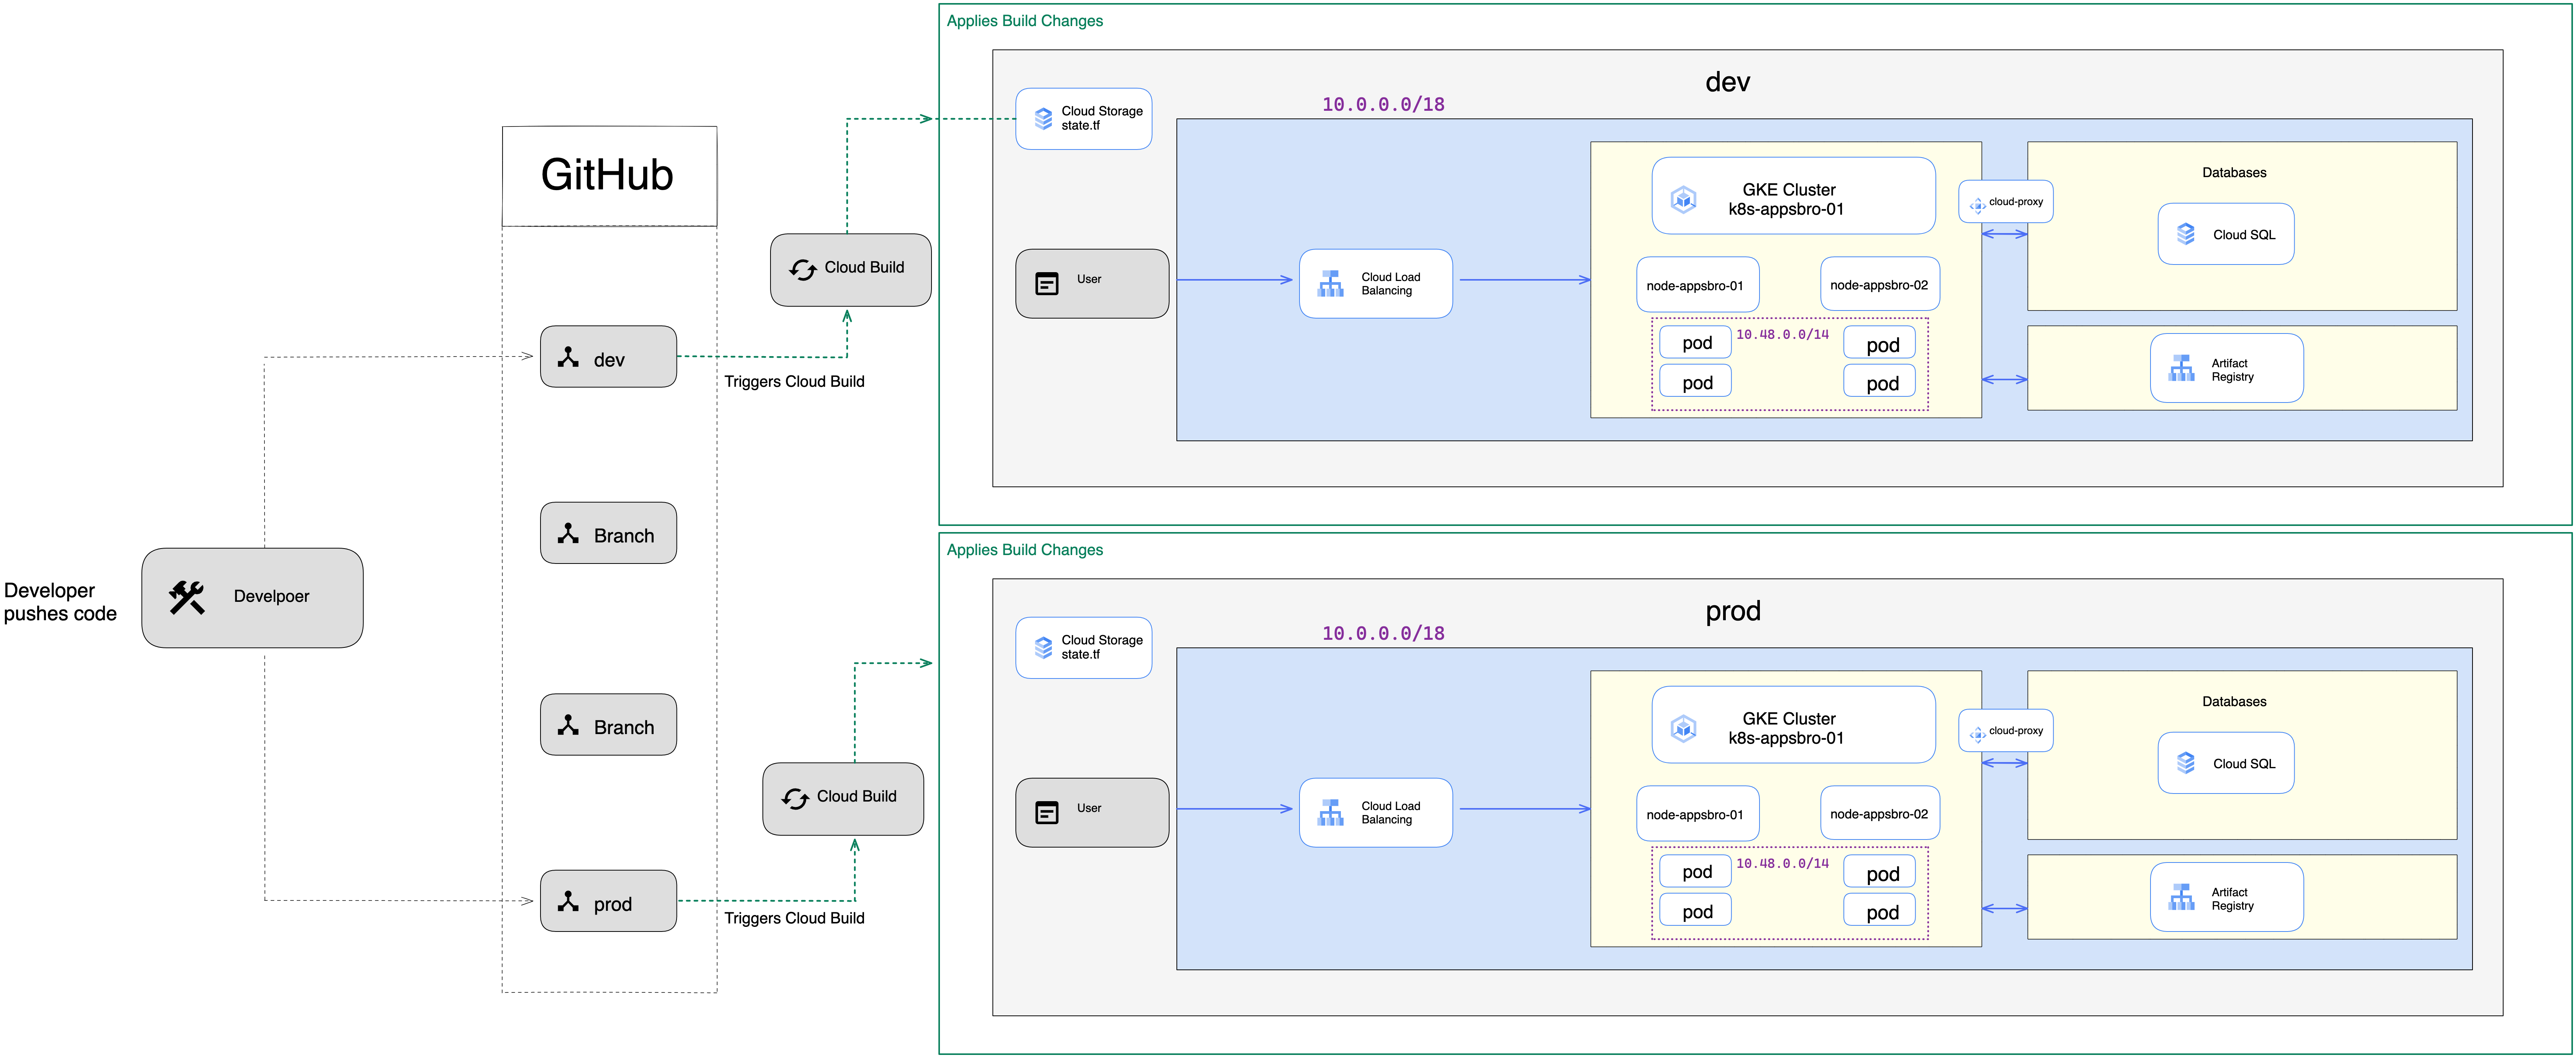 Developer
pushes code
Develpoer
GitHub
dev
Branch
Branch
prod
Triggers Cloud Build
Cloud Build
Triggers Cloud Build
Cloud Build
Applies Build Changes
dev
Cloud Storage
state.tf
10.0.0.0/18
User
Cloud Load
Balancing
GKE Cluster
k8s-appsbro-01
node-appsbro-01
node-appsbro-02
pod
10.48.0.0/14
pod
pod
pod
cloud-proxy
Databases
Cloud SQL
Artifact
Registry
Applies Build Changes
prod
Cloud Storage
state.tf
10.0.0.0/18
User
Cloud Load
Balancing
GKE Cluster
k8s-appsbro-01
node-appsbro-01
node-appsbro-02
pod
10.48.0.0/14
pod
pod
pod
cloud-proxy
Databases
Cloud SQL
Artifact
Registry